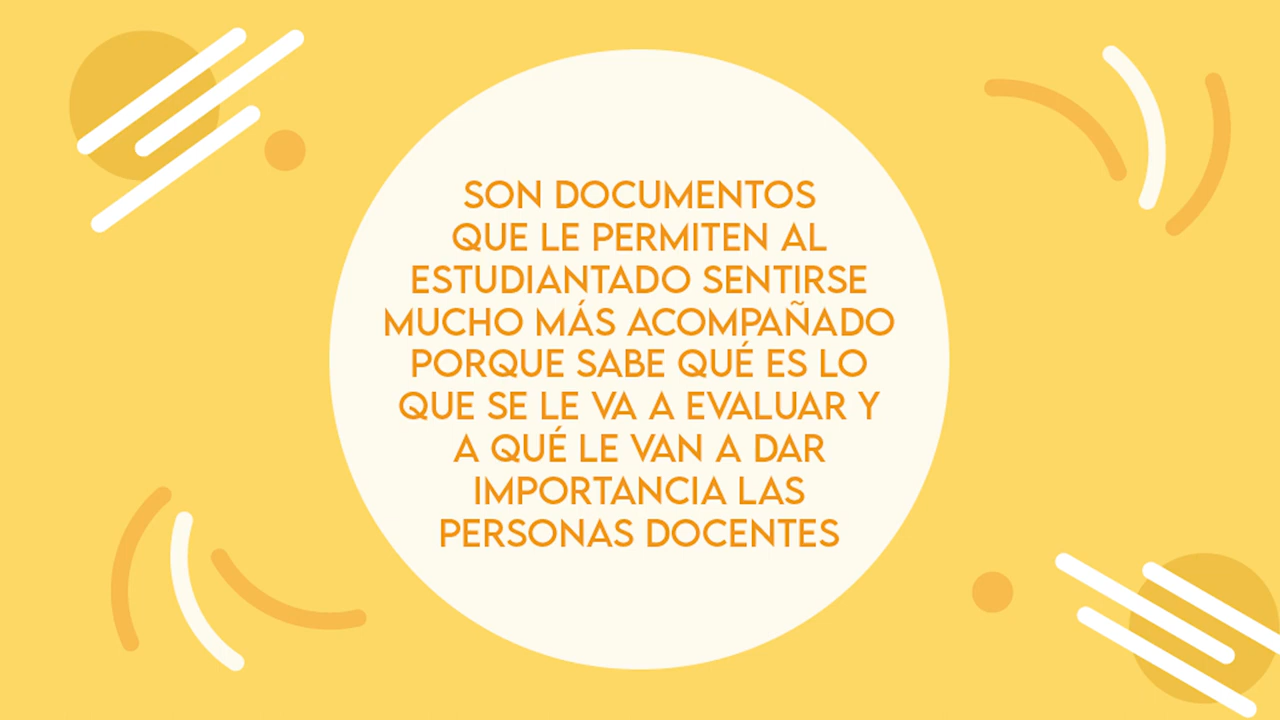 SON DOCUMENTOS
QUE LE PERMITEN AL
ESTUDIANTADO SENTIRSE
MUCHO MÁS ACOMPAÑADO
PORQUE SABE QUÉ ES LO
QUE SE LE VA A EVALUAR Y
A QUÉ LE VAN A DAR
IMPORTANCIA LAS
PERSONAS DOCENTES